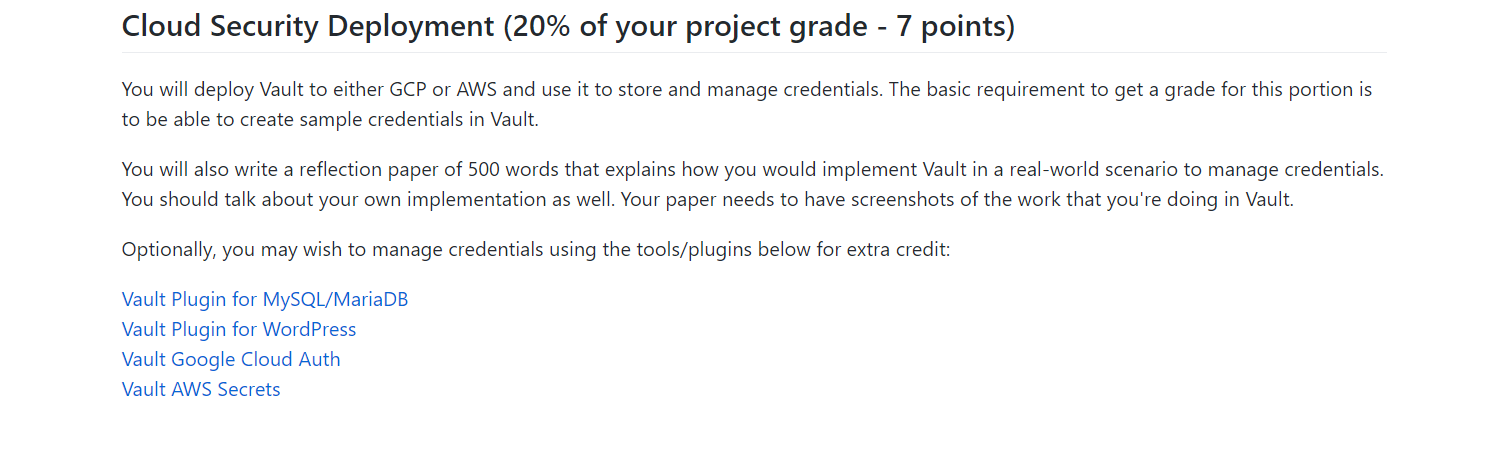 Cloud Security Deployment (20% of your project grade - 7 points)
You will deploy Vault to either GCP or AWS and use it to store and manage credentials. The basic requirement to get a grade for this portion is
to be able to create sample credentials in Vault.
You will also write a reflection paper of 500 words that explains how you would implement Vault in a real-world scenario to manage credentials.
You should talk about your own implementation as well. Your paper needs to have screenshots of the work that you're doing in Vault.
Optionally, you may wish to manage credentials using the tools/plugins below for extra credit:
Vault Plugin for MySQL/MariaDB
Vault Plugin for WordPress
Vault Google Cloud Auth
Vault AWS Secrets